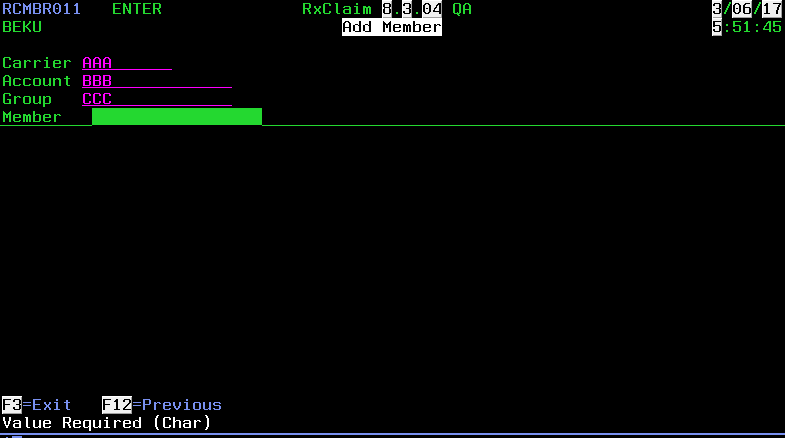 RCMBR011 ENTER RxClaim 8.3.04 QA 3/06/17
BEKU Add Member 5:51:45
Carrier AAA
Account BBB
Group CCC
Member
F3=Exit F12=Previous
Value Required (Char)